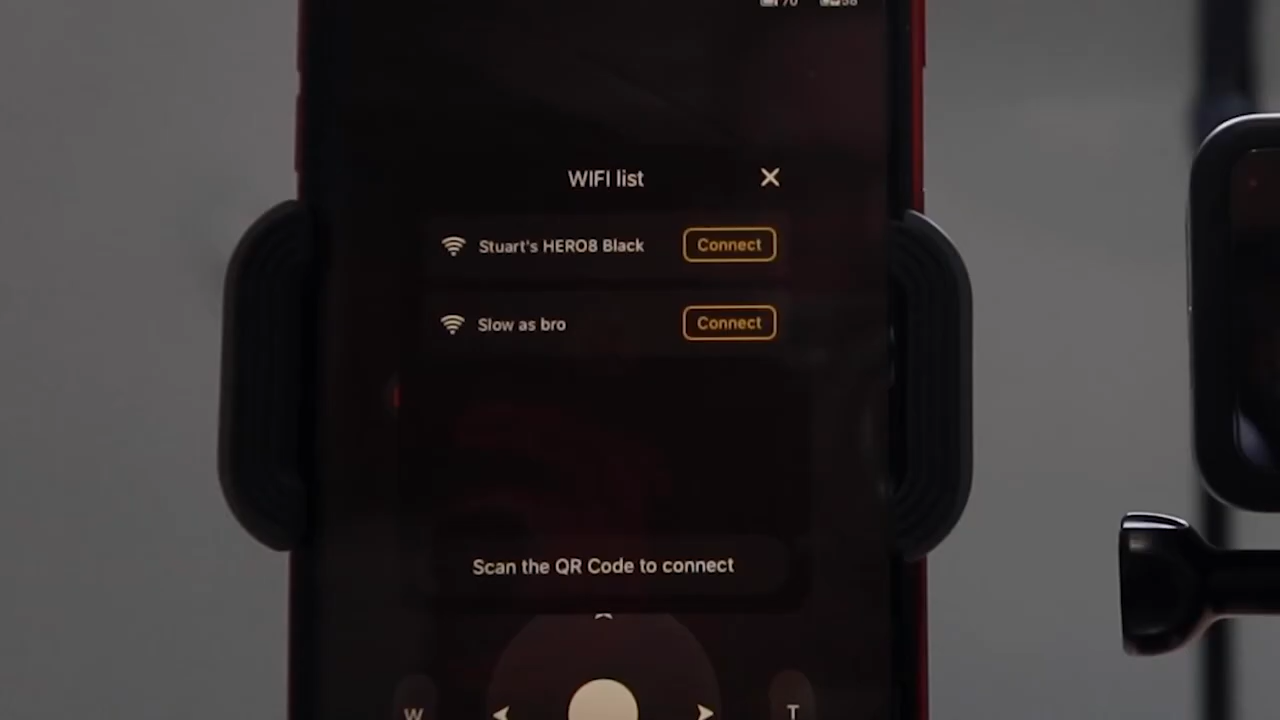 WIFI list
Stuart's HERO8 Black
Connect
Slow as bro
Connect
Scan the QR Code to connect
W
T